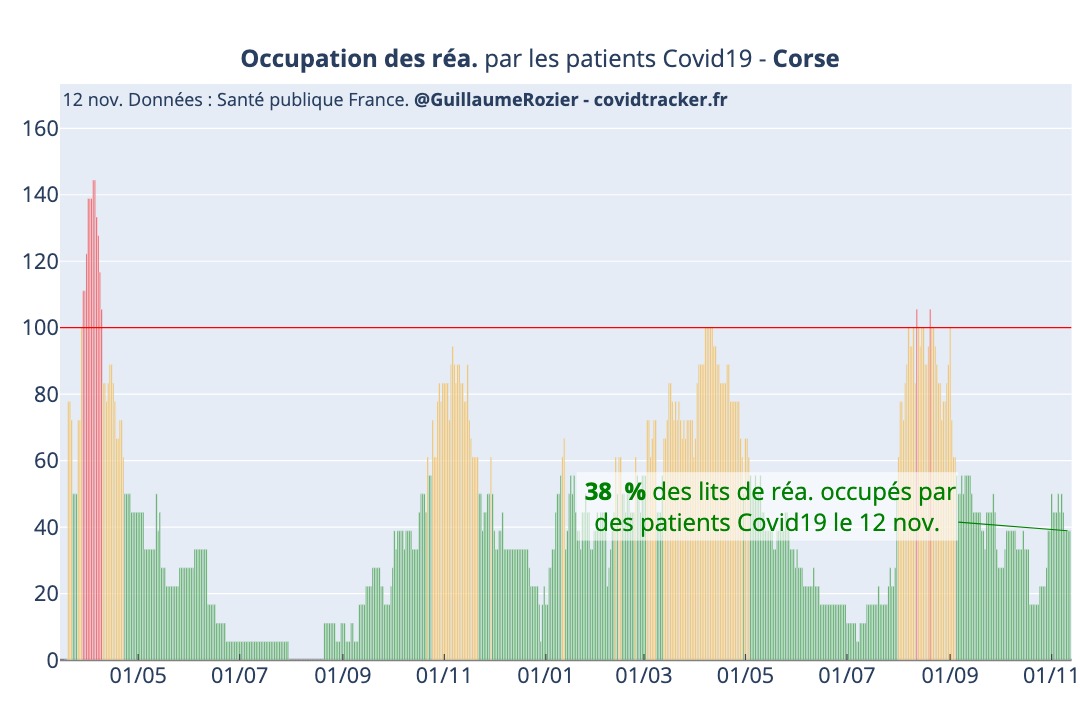 Occupation des réa. par les patients Covid19 - Corse
12 nov. Données : Santé publique France. @GuillaumeRozier - covidtracker.fr
160
140
120
100
80
60
38 % des lits de réa. occupés par
des patients Covid19 le 12 nov.
40
20
0
01/05 01/07 01/09 01/11 01/01 01/03 01/05 01/07 01/09 01/11